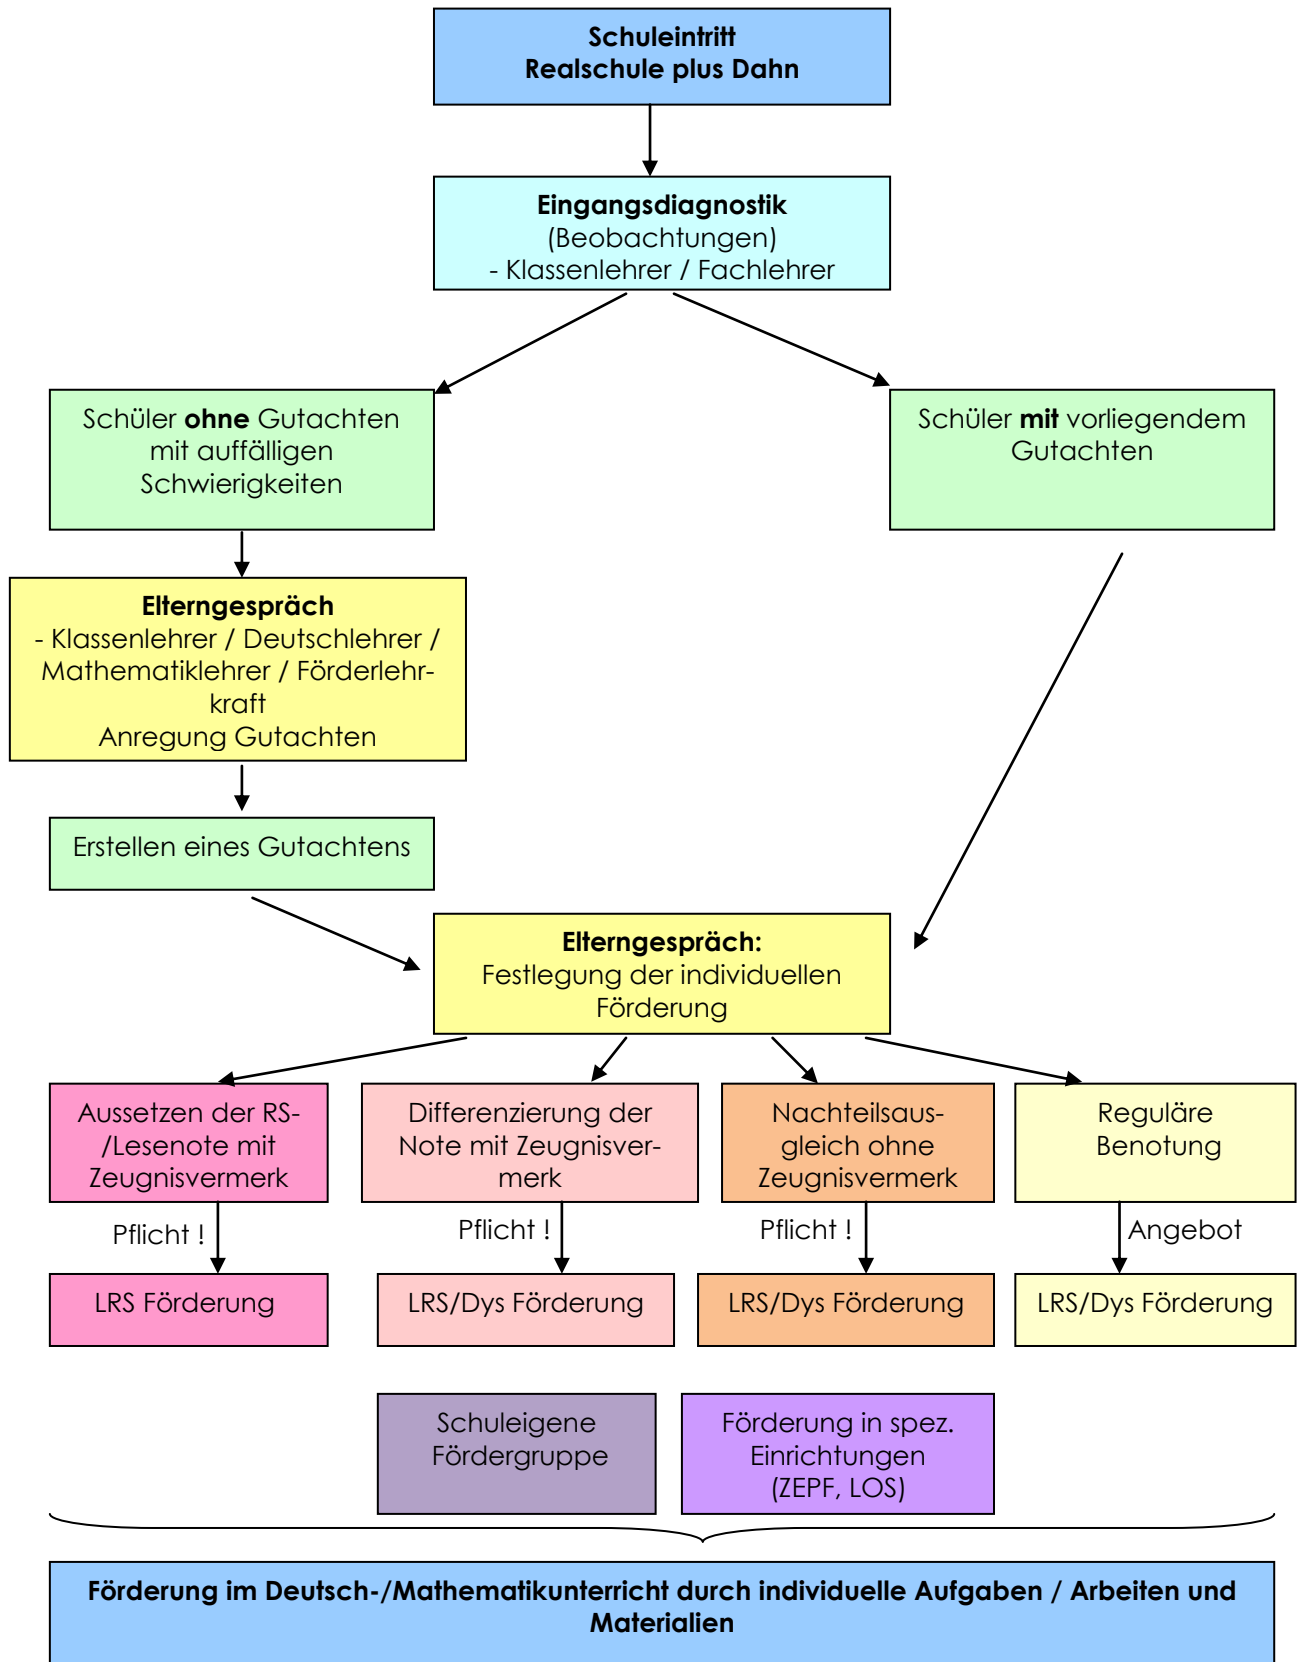 Schuleintritt
Realschule plus Dahn
Eingangsdiagnostik
(Beobachtungen)
- Klassenlehrer / Fachlehrer
Schüler ohne Gutachten
mit auffälligen
Schwierigkeiten
Schüler mit vorliegendem
Gutachten
Elterngespräch
- Klassenlehrer / Deutschlehrer /
Mathematiklehrer / Förderlehr-
kraft
Anregung Gutachten
Erstellen eines Gutachtens
Elterngespräch:
Festlegung der individuellen
Förderung
Aussetzen der RS-
/Lesenote mit
Zeugnisvermerk
Differenzierung der
Note mit Zeugnisver-
merk
Nachteilsaus-
gleich ohne
Zeugnisvermerk
Reguläre
Benotung
Pflicht !
Pflicht !
Pflicht !
Angebot
LRS Förderung
LRS/Dys Förderung
LRS/Dys Förderung
LRS/Dys Förderung
Schuleigene
Fördergruppe
Förderung in spez.
Einrichtungen
(ZEPF, LOS)
Förderung im Deutsch-/Mathematikunterricht durch individuelle Aufgaben / Arbeiten und
Materialien